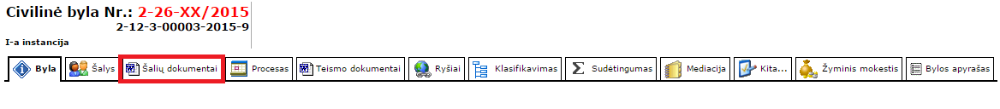 Civilinė byla Nr.: 2-26-XX/2015
2-12-3-00003-2015-9
I-a instancija
Byla Šalys Šalių dokumentai Procesas Teismo dokumentai Ryšiai Klasifikavimas Sudėtingumas Mediacija Kita... Žyminis mokestis Bylos apyrašas